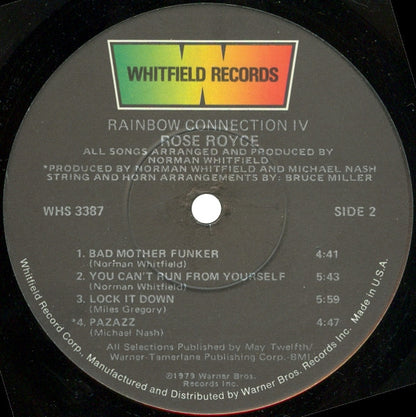 WHITFIELD RECORDS
RAINBOW CONNECTION IV
ROSE ROYCE
ALL SONGS ARRANGED AND PRODUCED BY
NORMAN WHITFIELD
*PRODUCED BY NORMAN WHITFIELD AND MICHAEL NASH
STRING AND HORN ARRANGEMENTS BY: BRUCE MILLER
WHS 3387 SIDE 2
1. BAD MOTHER FUNKER 4:41
(Norman Whitfield)
2. YOU CAN'T RUN FROM YOURSELF 5:43
(Norman Whitfield)
3. LOCK IT DOWN 5:59
(Miles Gregory)
*4. PAZAZZ 4:47
(Michael Nash)
All Selections Published by May Twelfth/
Warner-Tamerlane Publishing Corp.-BMI
©1979 Warner Bros.
Records Inc.
Whitfield Record Corp., Manufactured and Distributed by Warner Bros. Records Inc. Made in U.S.A.